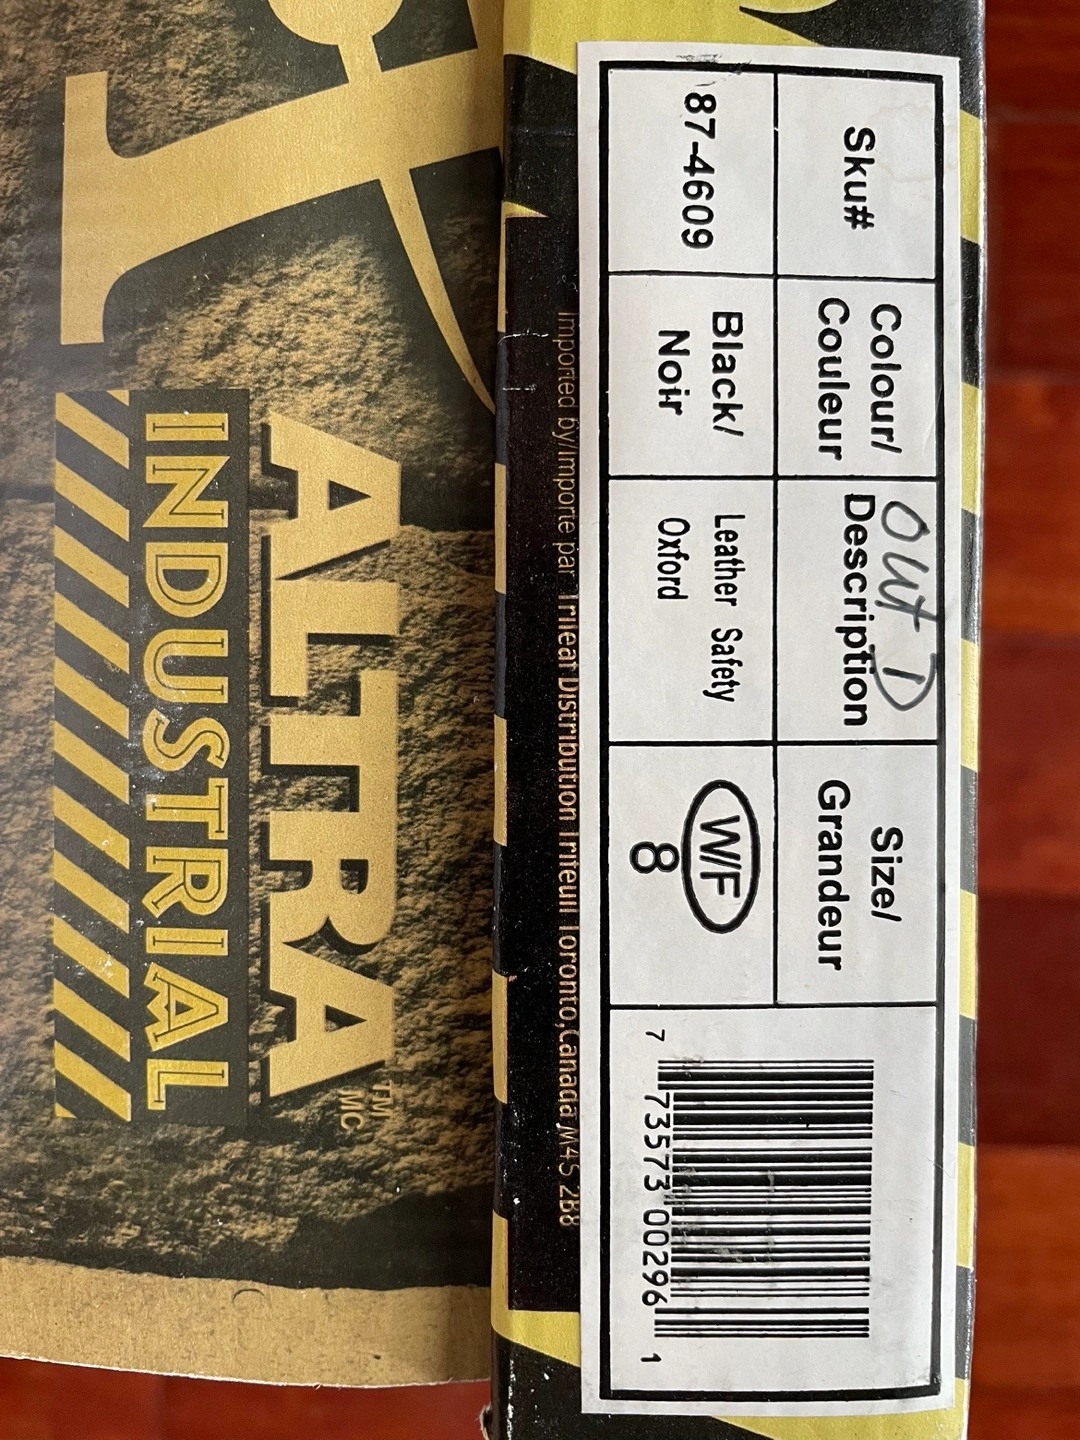 Sku#
Colour/
Couleur
OUT D
Description
Size/
Grandeur
87-4609
Black/
Noir
Leather Safety
Oxford
W/F
8
7 73573 00296 1
Imported by/Importe par Trileaf Distribution Trifeuil Toronto,Canada M4S 2B8
ALTRA
TM
MC
INDUSTRIAL